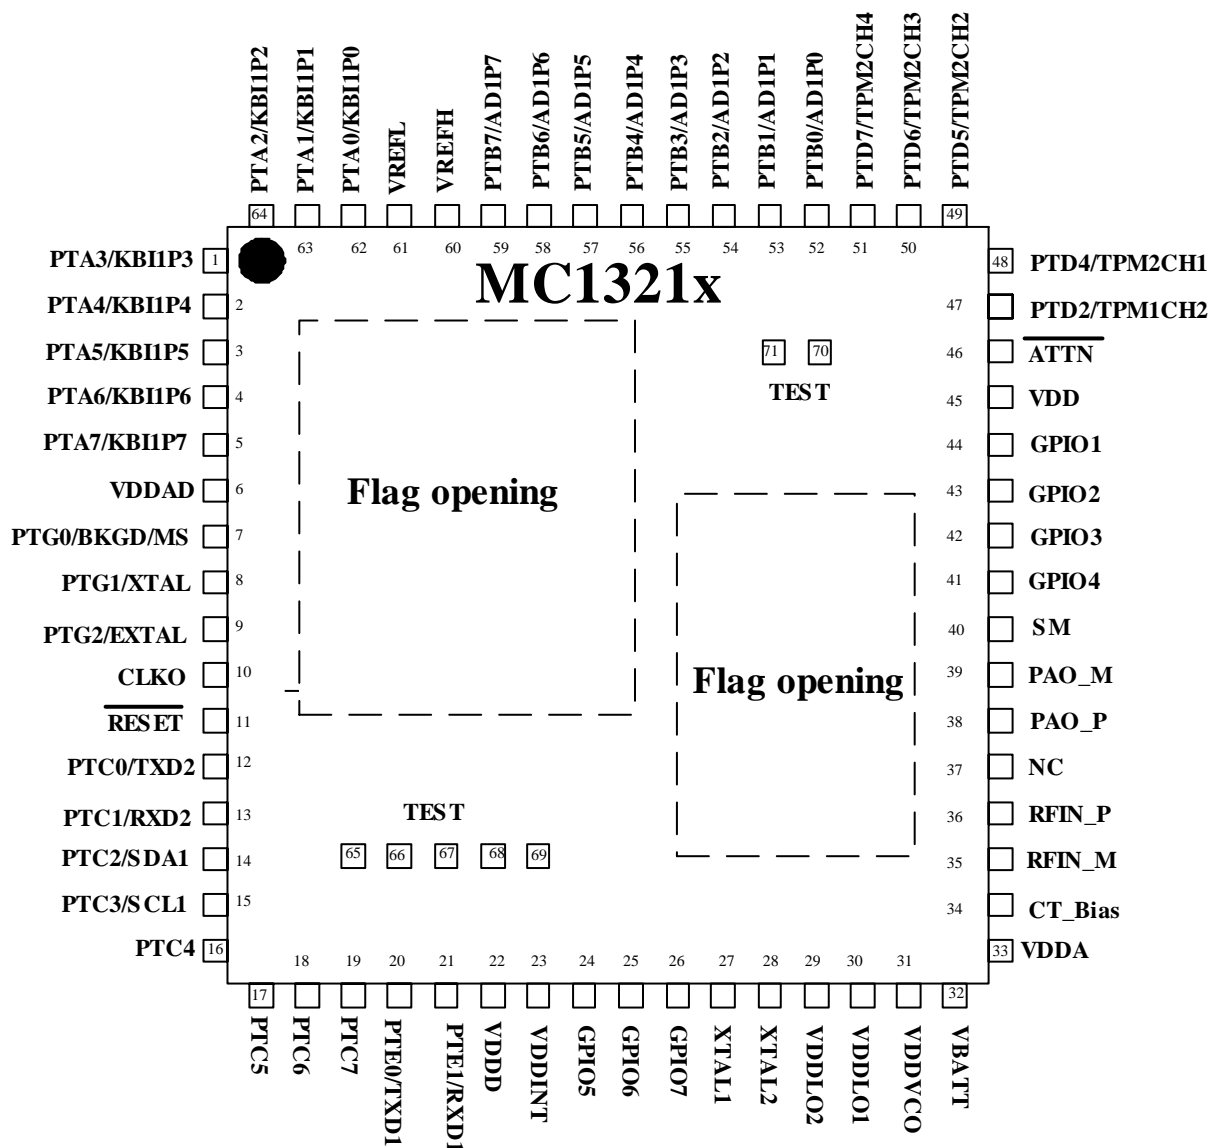 PTA2/KBI1P2
PTA1/KBI1P1
PTA0/KBI1P0
VREFL
VREFH
PTB7/AD1P7
PTB6/AD1P6
PTB5/AD1P5
PTB4/AD1P4
PTB3/AD1P3
PTB2/AD1P2
PTB1/AD1P1
PTB0/AD1P0
PTD7/TPM2CH4
PTD6/TPM2CH3
PTD5/TPM2CH2
64
63
62
61
60
59
58
57
56
55
54
53
52
51
50
49
MC1321x
PTA3/KBI1P3
1
PTA4/KBI1P4
2
PTA5/KBI1P5
3
PTA6/KBI1P6
4
PTA7/KBI1P7
5
VDDAD
6
PTG0/BKGD/MS
7
PTG1/XTAL
8
PTG2/EXTAL
9
CLKO
10
RESET
11
PTC0/TXD2
12
PTC1/RXD2
13
PTC2/SDA1
14
PTC3/SCL1
15
PTC4
16
71
70
TEST
Flag opening
Flag opening
TEST
65
66
67
68
69
48
PTD4/TPM2CH1
47
PTD2/TPM1CH2
46
ATTN
45
VDD
44
GPIO1
43
GPIO2
42
GPIO3
41
GPIO4
40
SM
39
PAO_M
38
PAO_P
37
NC
36
RFIN_P
35
RFIN_M
34
CT_Bias
33
VDDA
17
18
19
20
21
22
23
24
25
26
27
28
29
30
31
32
PTC5
PTC6
PTC7
PTE0/TXD1
PTE1/RXD1
VDDD
VDDINT
GPIO5
GPIO6
GPIO7
XTAL1
XTAL2
VDDLO2
VDDLO1
VDDVCO
VBATT